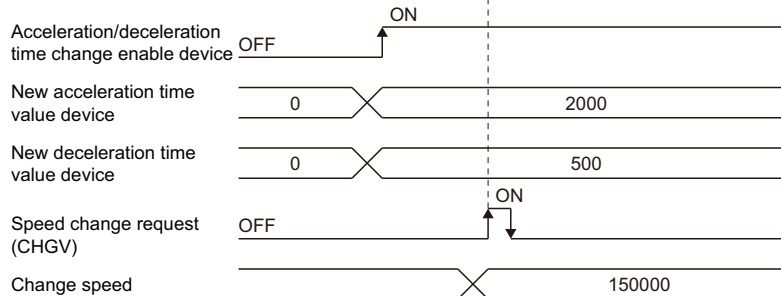 ON
Acceleration/deceleration
time change enable device OFF
New acceleration time
value device
0 2000
New deceleration time
value device
0 500
ON
Speed change request
(CHGV)
OFF
Change speed 150000